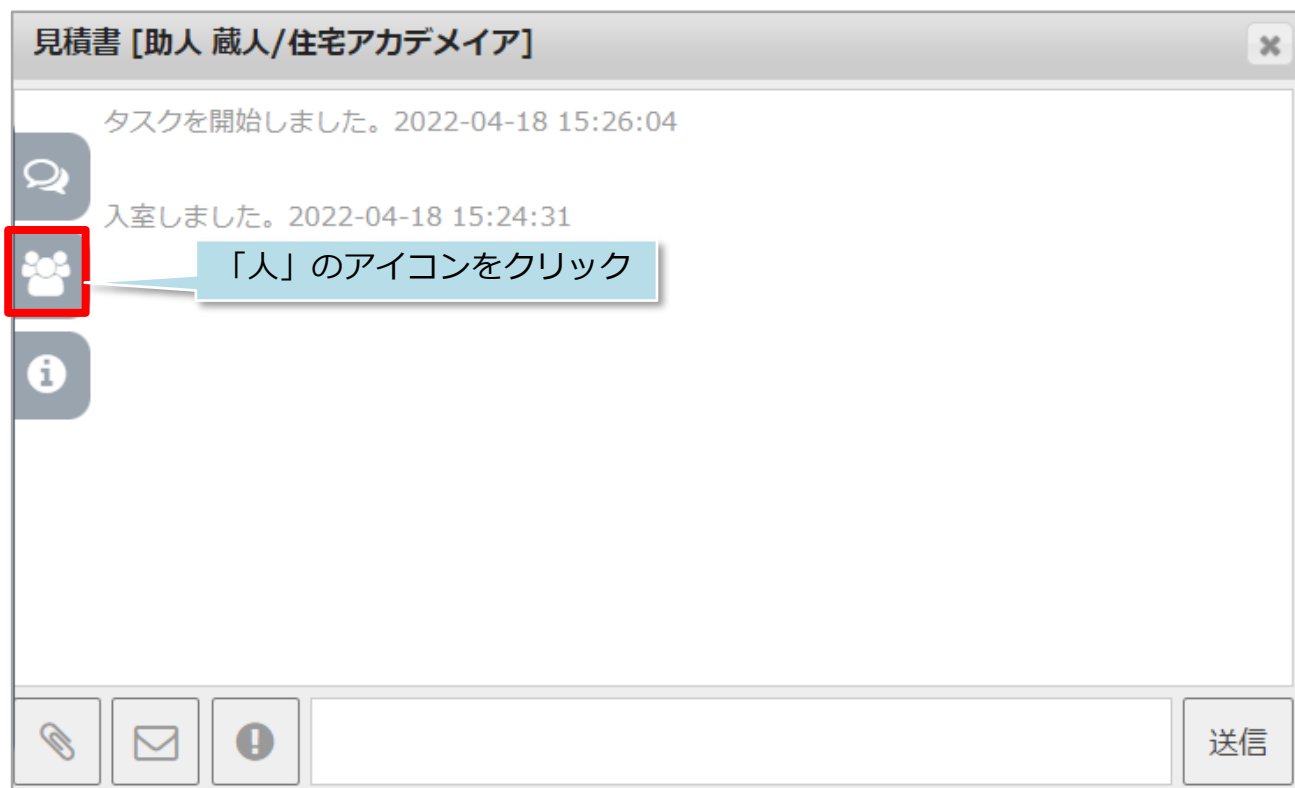 見積書 [助人 蔵人/住宅アカデメイア]
タスクを開始しました。2022-04-18 15:26:04
入室しました。2022-04-18 15:24:31
「人」のアイコンをクリック
送信